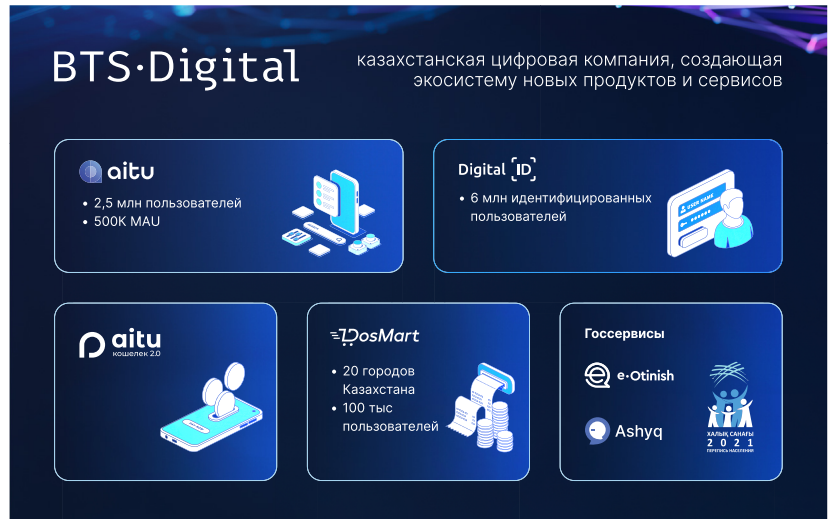 BTS·Digital
казахстанская цифровая компания, создающая
экосистему новых продуктов и сервисов
aitu
• 2,5 млн пользователей
• 500K MAU
Digital [ID]
• 6 млн идентифицированных
пользователей
USER NAME
aitu
кошелек 2.0
DosMart
• 20 городов
Казахстана
• 100 тыс
пользователей
Госсервисы
e·Otinish
Ashyq
ХАЛЫҚ САНАҒЫ
2021
ПЕРЕПИСЬ НАСЕЛЕНИЯ